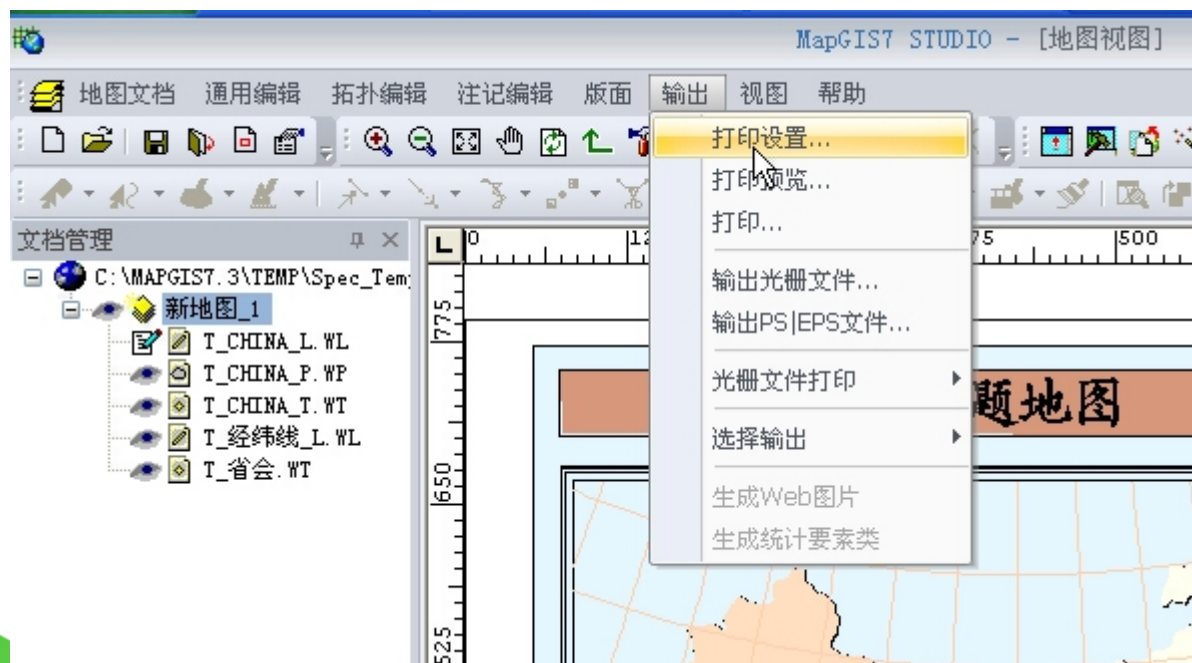 MapGIS7 STUDIO - [地图视图]
地图文档 通用编辑 拓扑编辑 注记编辑 版面 输出 视图 帮助
打印设置...
打印预览...
打印...
输出光栅文件...
输出PS|EPS文件...
光栅文件打印
选择输出
生成Web图片
生成统计要素类
文档管理
C:\MAPGIS7.3\TEMP\Spec_Tem
新地图_1
T_CHINA_L.WL
T_CHINA_P.WP
T_CHINA_T.WT
T_经纬线_L.WL
T_省会.WT
L
0
12
75
500
775
650
525
题地图